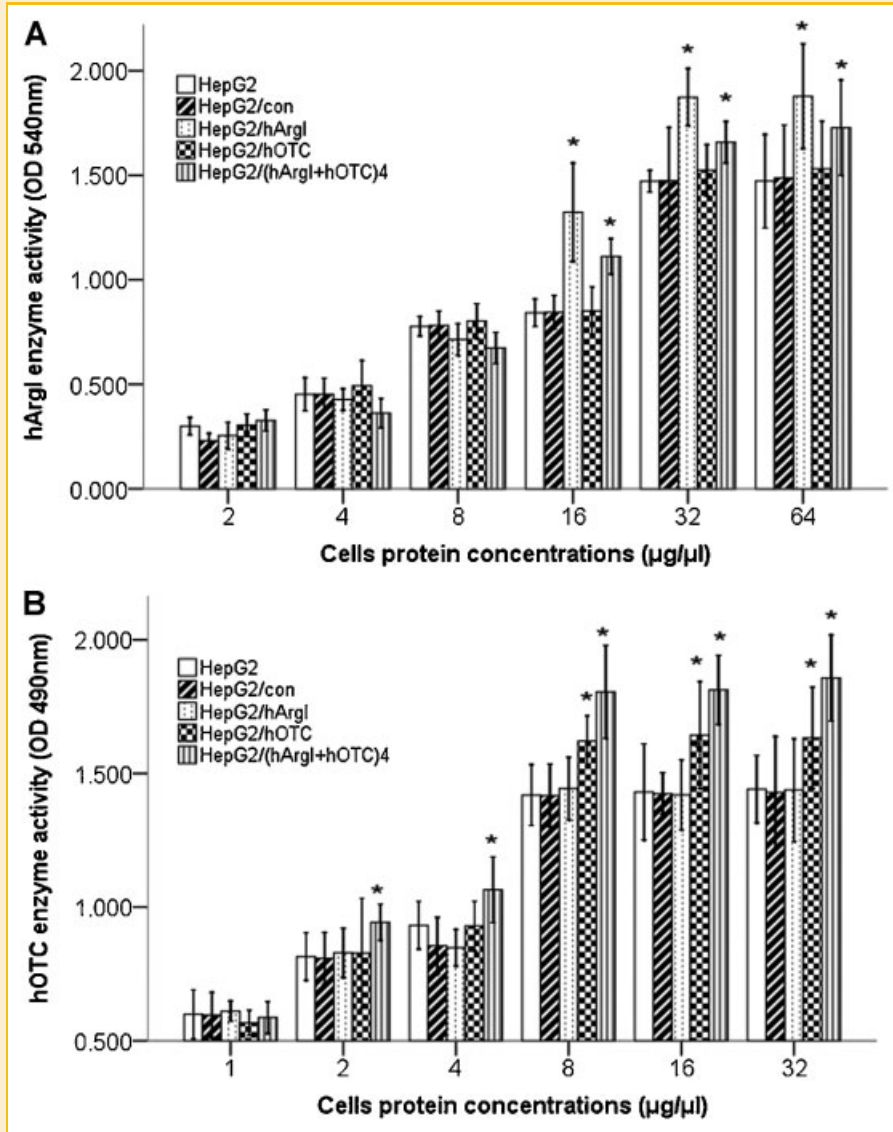 A
hArgI enzyme activity (OD 540nm)
2.000
1.500
1.000
0.500
0.000
HepG2
HepG2/con
HepG2/hArgI
HepG2/hOTC
HepG2/(hArgI+hOTC)4
*
*
*
*
*
*
2
4
8
16
32
64
Cells protein concentrations (µg/µl)
B
hOTC enzyme activity (OD 490nm)
2.000
1.500
1.000
0.500
HepG2
HepG2/con
HepG2/hArgI
HepG2/hOTC
HepG2/(hArgI+hOTC)4
*
*
*
*
*
*
*
*
1
2
4
8
16
32
Cells protein concentrations (µg/µl)